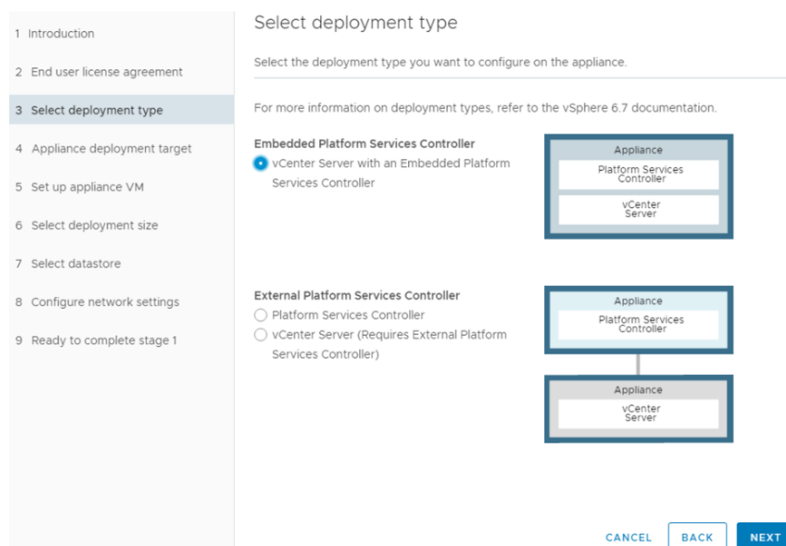 1 Introduction
2 End user license agreement
3 Select deployment type
4 Appliance deployment target
5 Set up appliance VM
6 Select deployment size
7 Select datastore
8 Configure network settings
9 Ready to complete stage 1
Select deployment type
Select the deployment type you want to configure on the appliance.
For more information on deployment types, refer to the vSphere 6.7 documentation.
Embedded Platform Services Controller
vCenter Server with an Embedded Platform
Services Controller
Appliance
Platform Services
Controller
vCenter
Server
External Platform Services Controller
Platform Services Controller
vCenter Server (Requires External Platform
Services Controller)
Appliance
Platform Services
Controller
Appliance
vCenter
Server
CANCEL
BACK
NEXT